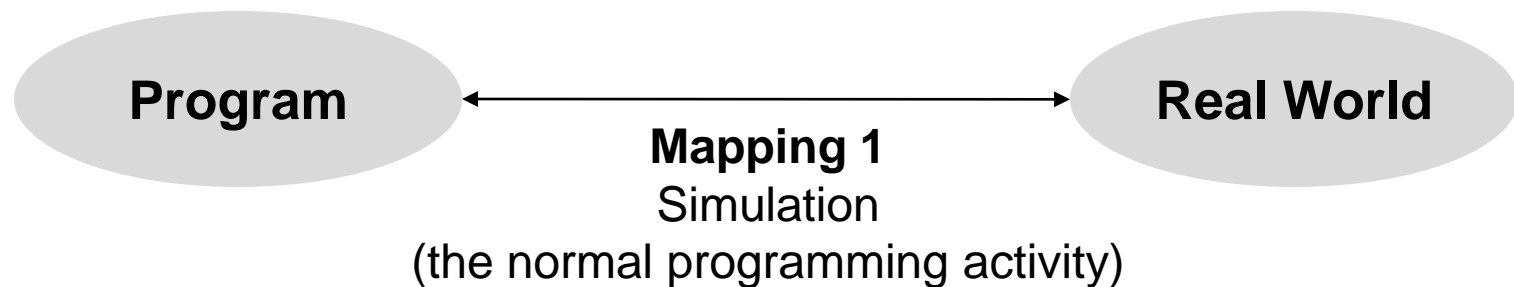 Program
Real World
Mapping 1
Simulation
(the normal programming activity)